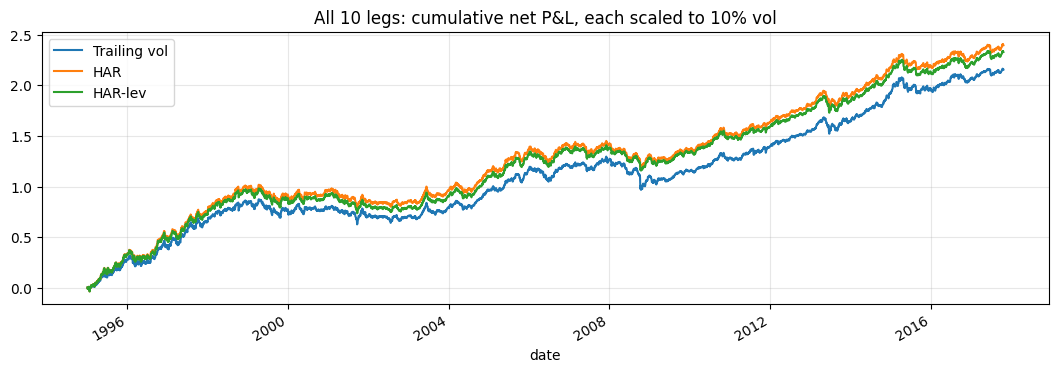 All 10 legs: cumulative net P&L, each scaled to 10% vol
2.5
2.0
1.5
1.0
0.5
0.0
Trailing vol
HAR
HAR-lev
1996
2000
2004
2008
2012
2016
date